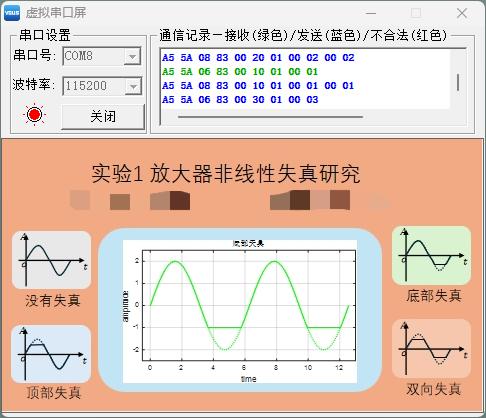 VGUS 虚拟串口屏
串口设置
串口号: COM8
波特率: 115200
关闭
通信记录—接收(绿色)/发送(蓝色)/不合法(红色)
A5 5A 08 83 00 20 01 00 02 00 02
A5 5A 06 83 00 10 01 00 01
A5 5A 08 83 00 10 01 00 01 00 01
A5 5A 06 83 00 30 01 00 03
实验1 放大器非线性失真研究
A
O
t
没有失真
A
O
t
顶部失真
底部失真
amplitude
2
1
0
-1
-2
0 2 4 6 8 10 12
time
A
O
t
底部失真
A
O
t
双向失真